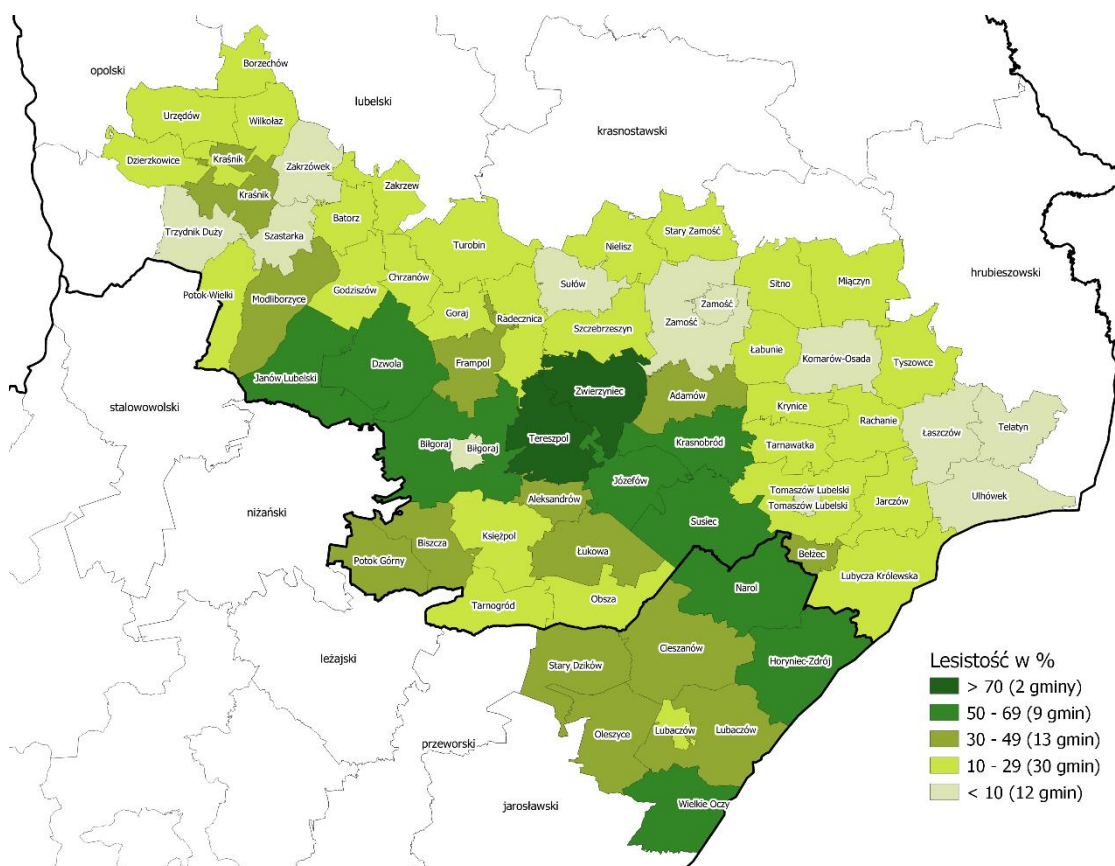 opolski
Borzechów
lubelski
Urzędów
Wilkołaz
krasnostawski
Dzierzkowice
Kraśnik
Zakrzówek
Kraśnik
Zakrzew
Batorz
Trzydnik Duży
Szastarka
Turobin
Nielisz
Stary Zamość
hrubieszowski
Potok-Wielki
Modliborzyce
Godziszów
Chrzanów
Sułów
Zamość
Sitno
Miączyn
Goraj
Radecznica
Szczebrzeszyn
Zamość
Łabunie
Komarów-Osada
Tyszowce
Janów Lubelski
Dzwola
Frampol
Zwierzyniec
Adamów
stalowowolski
Krynice
Rachanie
Łaszczów
Telatyn
Biłgoraj
Biłgoraj
Tereszpol
Krasnobród
Tarnawatka
Józefów
Tomaszów Lubelski
Tomaszów Lubelski
Jarczów
Ulhówek
niżański
Aleksandrów
Susiec
Potok Górny
Biszcza
Księżpol
Łukowa
Bełżec
Lubycza Królewska
Tarnogród
Obsza
Narol
leżajski
Stary Dzików
Cieszanów
Horyniec-Zdrój
przeworski
Oleszyce
Lubaczów
Lubaczów
jarosławski
Wielkie Oczy
Lesistość w %
> 70 (2 gminy)
50 - 69 (9 gmin)
30 - 49 (13 gmin)
10 - 29 (30 gmin)
< 10 (12 gmin)